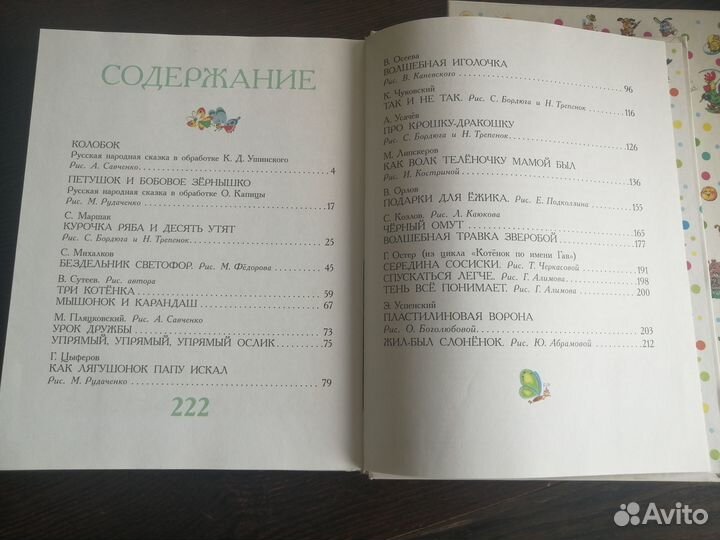 СОДЕРЖАНИЕ
КОЛОБОК
Русская народная сказка в обработке К. Д. Ушинского
Рис. А. Савченко 4
ПЕТУШОК И БОБОВОЕ ЗЁРНЫШКО
Русская народная сказка в обработке О. Капицы
Рис. М. Рудаченко 17
С. Маршак
КУРОЧКА РЯБА И ДЕСЯТЬ УТЯТ
Рис. С. Бордюга и Н. Трепенок 25
С. Михалков
БЕЗДЕЛЬНИК СВЕТОФОР. Рис. М. Фёдорова 45
В. Сутеев. Рис. автора
ТРИ КОТЁНКА 59
МЫШОНОК И КАРАНДАШ 67
М. Пляцковский. Рис. А. Савченко
УРОК ДРУЖБЫ 73
УПРЯМЫЙ, УПРЯМЫЙ, УПРЯМЫЙ ОСЛИК 75
Г. Цыферов
КАК ЛЯГУШОНОК ПАПУ ИСКАЛ
Рис. М. Рудаченко 79
222
В. Осеева
ВОЛШЕБНАЯ ИГОЛОЧКА
Рис. В. Каневского 96
К. Чуковский
ТАК И НЕ ТАК. Рис. С. Бордюга и Н. Трепенок 116
А. Усачёв
ПРО КРОШКУ-ДРАКОШКУ
Рис. С. Бордюга и Н. Трепенок 126
М. Липскеров
КАК ВОЛК ТЕЛЁНОЧКУ МАМОЙ БЫЛ
Рис. И. Костриной 136
В. Орлов
ПОДАРКИ ДЛЯ ЁЖИКА. Рис. Е. Подколзина 155
С. Козлов. Рис. Л. Каюкова
ЧЁРНЫЙ ОМУТ 165
ВОЛШЕБНАЯ ТРАВКА ЗВЕРОБОЙ 177
Г. Остер (из цикла «Котёнок по имени Гав»)
СЕРЕДИНА СОСИСКИ. Рис. Т. Черкасовой 191
СПУСКАТЬСЯ ЛЕГЧЕ. Рис. Г. Алимова 198
ТЕНЬ ВСЁ ПОНИМАЕТ. Рис. Г. Алимова 200
Э. Успенский
ПЛАСТИЛИНОВАЯ ВОРОНА
Рис. О. Боголюбовой 203
ЖИЛ-БЫЛ СЛОНЁНОК. Рис. Ю. Абрамовой 212
Avito